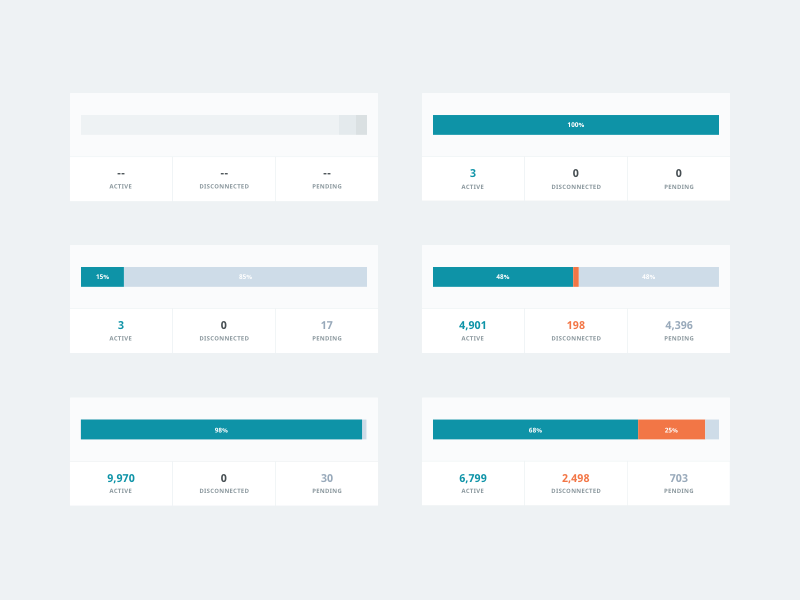 -- -- --
ACTIVE DISCONNECTED PENDING
100%
3 0 0
ACTIVE DISCONNECTED PENDING
15% 85%
3 0 17
ACTIVE DISCONNECTED PENDING
48% 48%
4,901 198 4,396
ACTIVE DISCONNECTED PENDING
98%
9,970 0 30
ACTIVE DISCONNECTED PENDING
68% 25%
6,799 2,498 703
ACTIVE DISCONNECTED PENDING